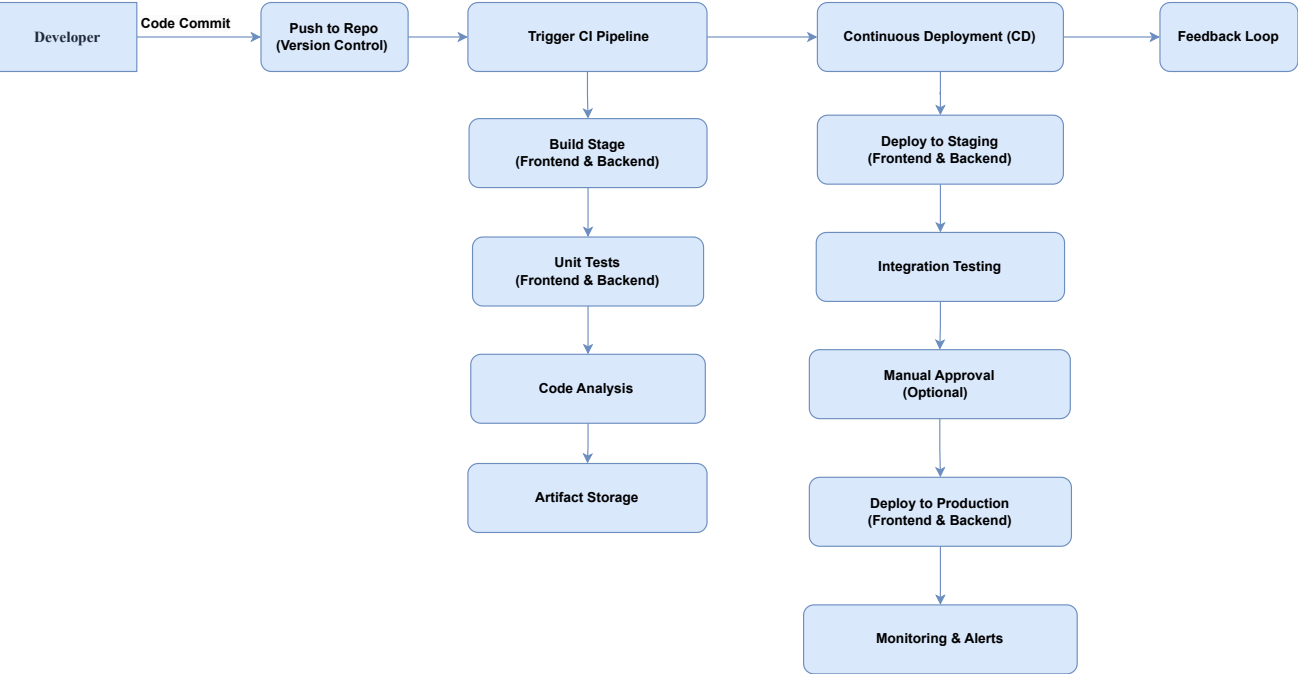 Developer
Code Commit
Push to Repo
(Version Control)
Trigger CI Pipeline
Continuous Deployment (CD)
Feedback Loop
Build Stage
(Frontend & Backend)
Unit Tests
(Frontend & Backend)
Code Analysis
Artifact Storage
Deploy to Staging
(Frontend & Backend)
Integration Testing
Manual Approval
(Optional)
Deploy to Production
(Frontend & Backend)
Monitoring & Alerts